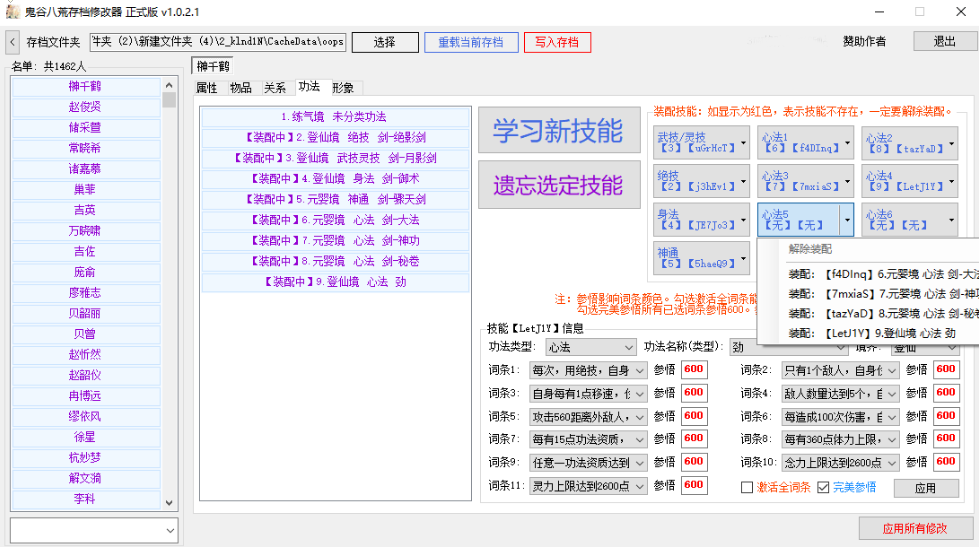 鬼谷八荒存档修改器 正式版 v1.0.2.1
存档文件夹 件夹 (2)\新建文件夹 (4)\2_klnd1N\CacheData\oops 选择 重载当前存档 写入存档 赞助作者 退出
名单: 共1462人
榊千鹤
赵俊贤
储采萱
常晓希
诸嘉慕
巢菲
吉英
万晓啸
吉佐
庞俞
廖雅志
贝韶丽
贝曾
赵忻然
赵韶仪
冉博远
缪依风
徐星
杭妙梦
解文漪
李科
榊千鹤
属性 物品 关系 功法 形象
1.练气境 未分类功法
【装配中】2.登仙境 绝技 剑-绝影剑
【装配中】3.登仙境 武技灵技 剑-月影剑
【装配中】4.登仙境 身法 剑-御术
【装配中】5.元婴境 神通 剑-骤天剑
【装配中】6.元婴境 心法 剑-大法
【装配中】7.元婴境 心法 剑-神功
【装配中】8.元婴境 心法 剑-秘卷
【装配中】9.登仙境 心法 劲
学习新技能
遗忘选定技能
装配技能: 如显示为红色，表示技能不存在，一定要解除装配。
武技/灵技
【3】【uGrHcT】
心法1
【6】【f4DInq】
心法2
【8】【tazYaD】
绝技
【2】【j3hEv1】
心法3
【7】【7mxiaS】
心法4
【9】【LetJ1Y】
身法
【4】【JE7Jo3】
心法5
【无】【无】
心法6
【无】【无】
神通
【5】【5haeQ9】
解除装配
装配: 【f4DInq】6.元婴境 心法 剑-大法
装配: 【7mxiaS】7.元婴境 心法 剑-神功
装配: 【tazYaD】8.元婴境 心法 剑-秘卷
装配: 【LetJ1Y】9.登仙境 心法 劲
注: 参悟影响词条颜色。勾选激活全词条能
勾选完美参悟所有已选词条参悟600。
技能【LetJ1Y】信息
功法类型: 心法 功法名称(类型): 劲 境界: 登仙
词条1: 每次，用绝技，自身 参悟 600 词条2: 只有1个敌人，自身 参悟 600
词条3: 自身每有1点移速， 参悟 600 词条4: 敌人数量达到5个， 参悟 600
词条5: 攻击560距离外敌人， 参悟 600 词条6: 每造成100次伤害， 参悟 600
词条7: 每有15点功法资质， 参悟 600 词条8: 每有360点体力上限， 参悟 600
词条9: 任意一功法资质达到 参悟 600 词条10: 念力上限达到2600点 参悟 600
词条11: 灵力上限达到2600点 参悟 600 激活全词条 完美参悟 应用
应用所有修改